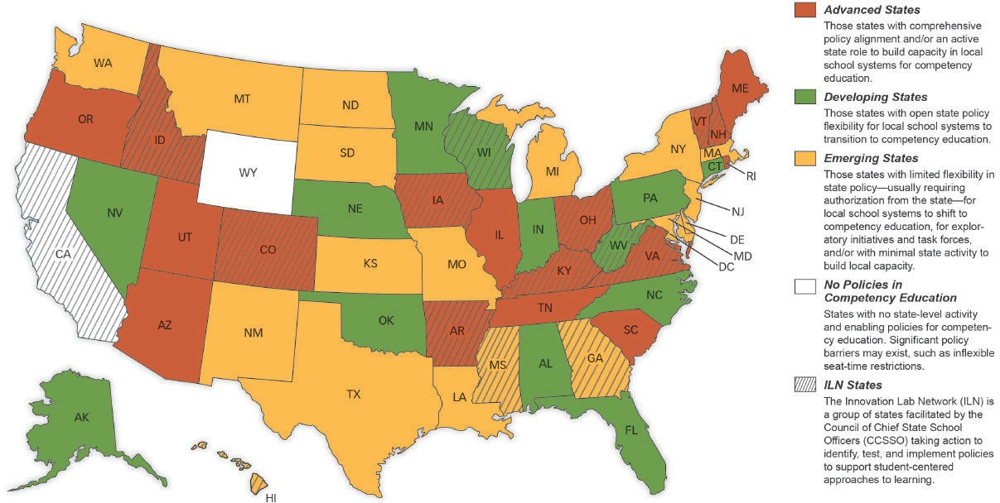 WA
MT
ND
OR
ID
SD
WY
MN
WI
MI
NY
VT
NH
ME
MA
CT
RI
NV
UT
CO
NE
IA
IL
IN
OH
PA
NJ
DE
MD
DC
WV
VA
CA
KS
MO
KY
AZ
NM
OK
AR
TN
NC
SC
TX
LA
MS
AL
GA
FL
AK
HI
Advanced States
Those states with comprehensive
policy alignment and/or an active
state role to build capacity in local
school systems for competency
education.
Developing States
Those states with open state policy
flexibility for local school systems to
transition to competency education.
Emerging States
Those states with limited flexibility in
state policy—usually requiring
authorization from the state—for
local school systems to shift to
competency education, for explor-
atory initiatives and task forces,
and/or with minimal state activity to
build local capacity.
No Policies in
Competency Education
States with no state-level activity
and enabling policies for competen-
cy education. Significant policy
barriers may exist, such as inflexible
seat-time restrictions.
ILN States
The Innovation Lab Network (ILN) is
a group of states facilitated by the
Council of Chief State School
Officers (CCSSO) taking action to
identify, test, and implement policies
to support student-centered
approaches to learning.